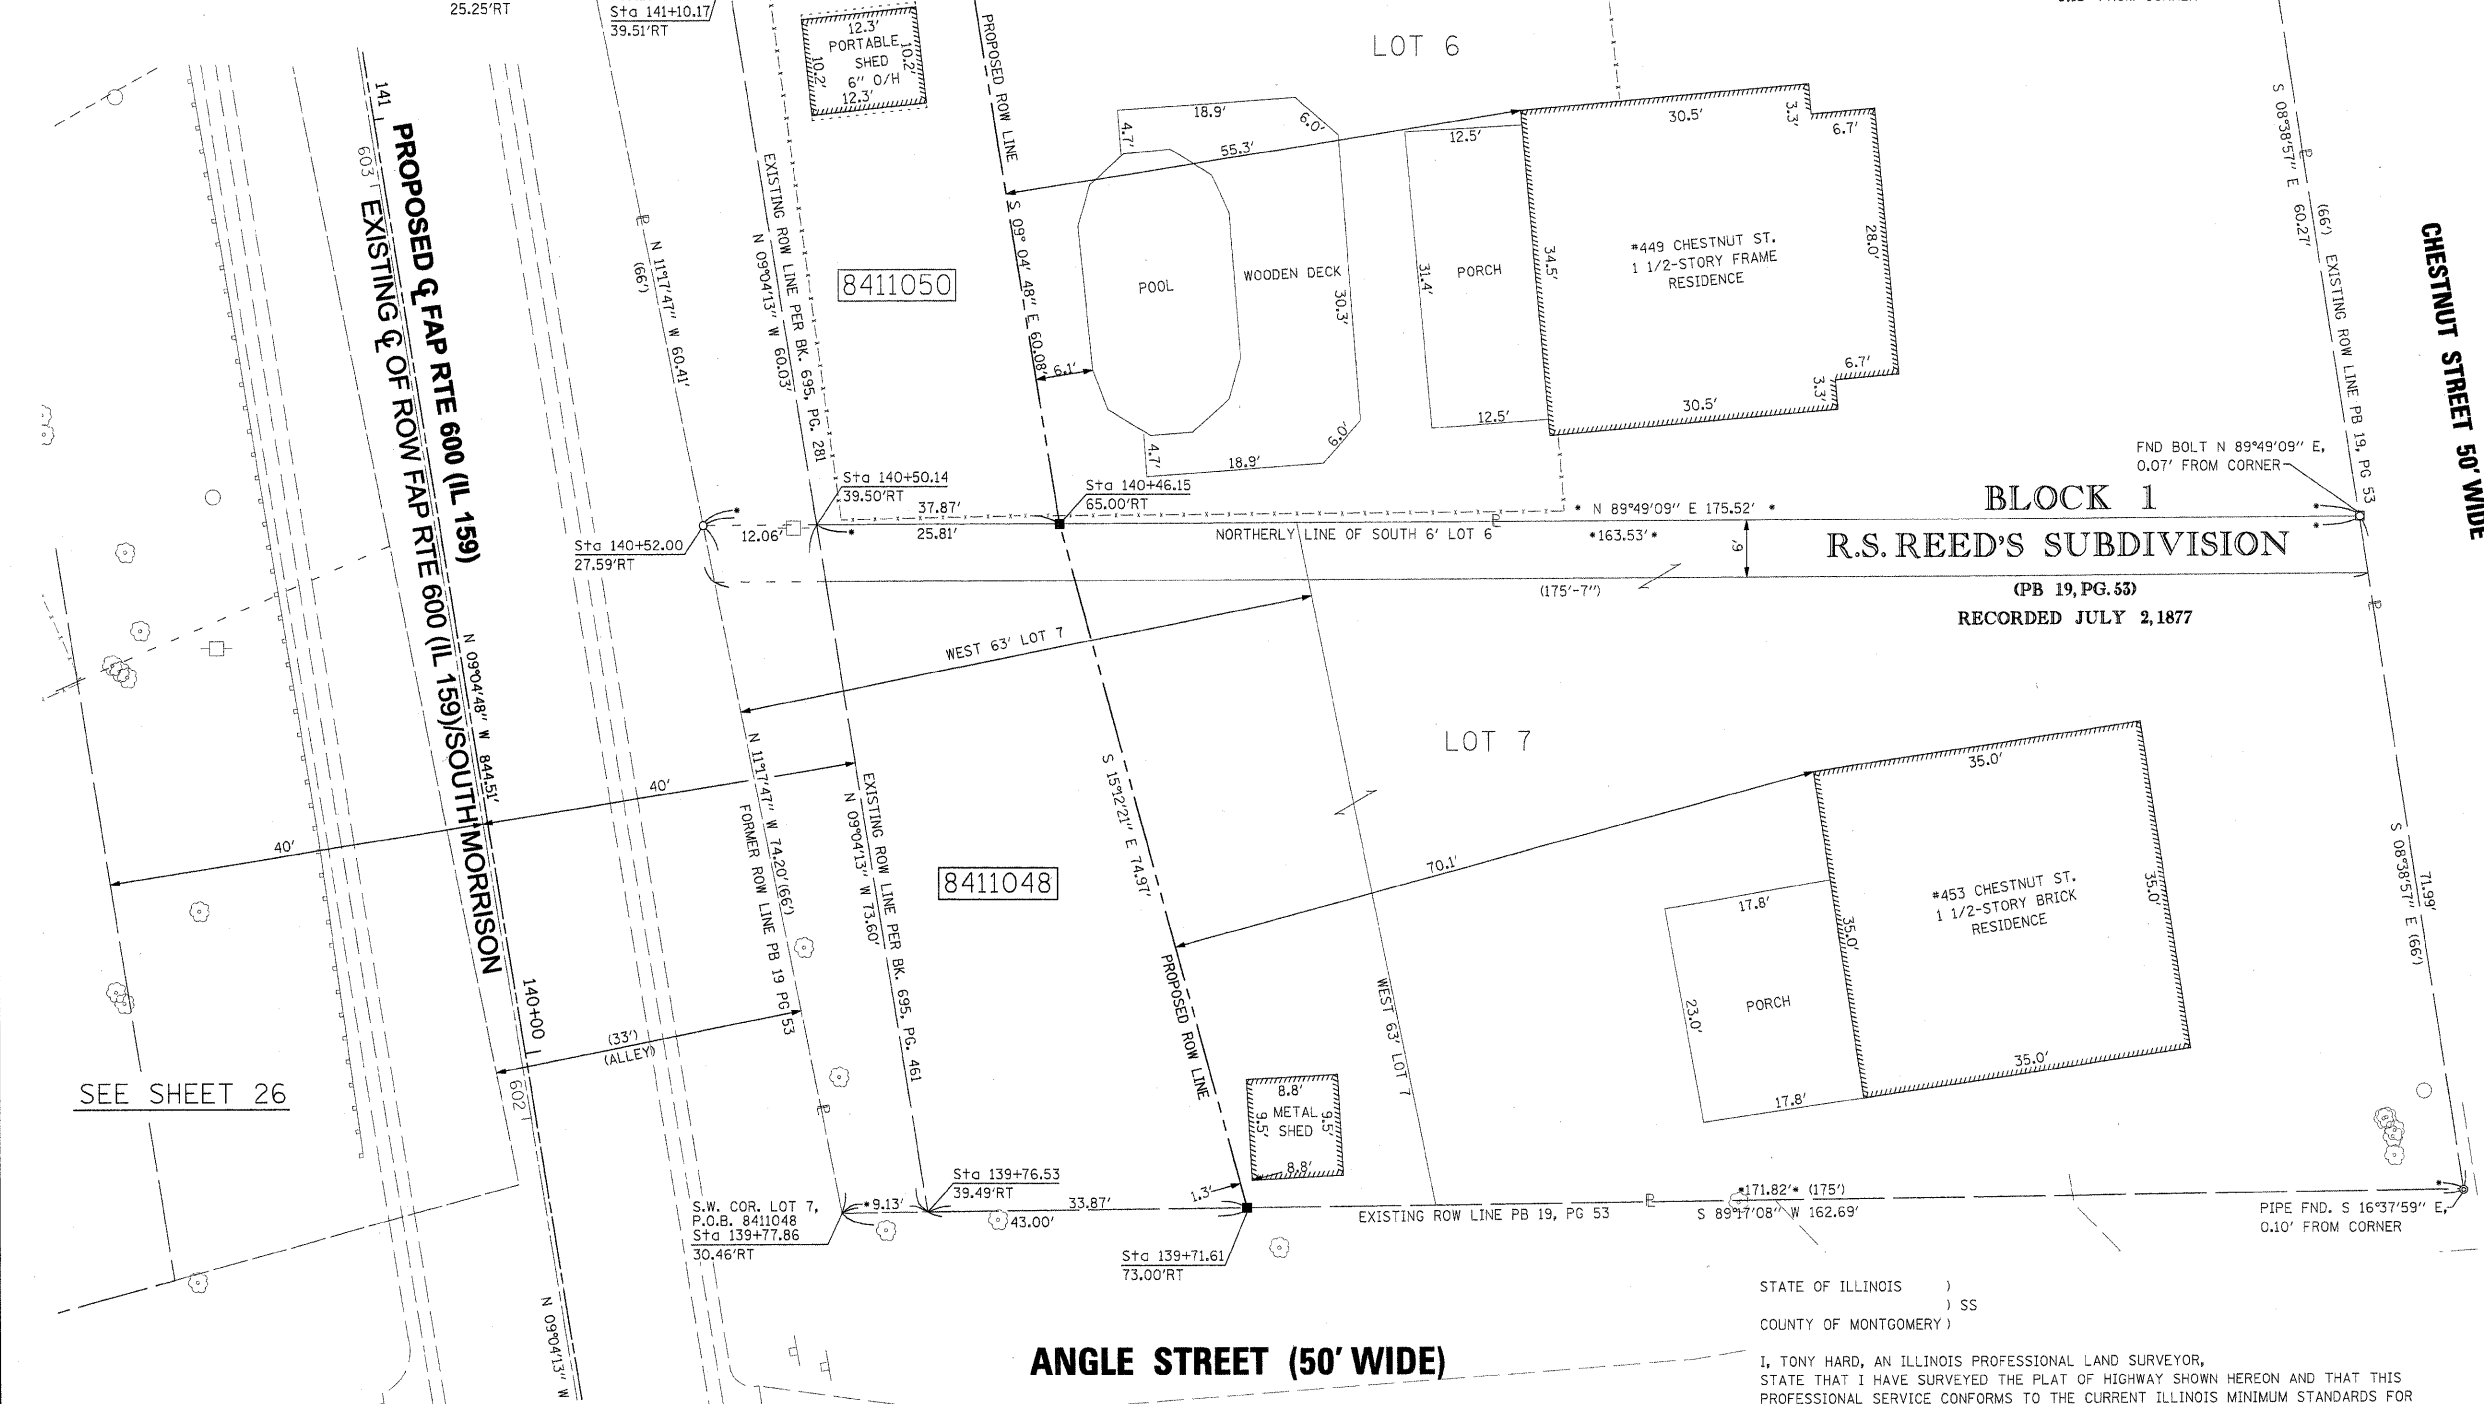 25.25'RT
Sta 141+10.17
39.51'RT
12.3'
PORTABLE
SHED
6" O/H
12.3'
10.2'
10.2'
PROPOSED ROW LINE
LOT 6
S 09° 04' 48" E 60.08'
141
603
PROPOSED ℄ FAP RTE 600 (IL 159)
EXISTING ℄ OF ROW FAP RTE 600 (IL 159)/SOUTH MORRISON
N 09°04'48" W 844.51'
N 11°17'47" W 60.41'
(66')
EXISTING ROW LINE PER BK. 695, PG. 281
N 09°04'13" W 60.03'
8411050
18.9'
6.0'
4.7'
55.3'
POOL
WOODEN DECK
30.3'
6.1'
4.7'
18.9'
6.0'
12.5'
31.4'
PORCH
12.5'
34.5'
30.5'
3.3'
6.7'
28.0'
#449 CHESTNUT ST.
1 1/2-STORY FRAME
RESIDENCE
6.7'
3.3'
30.5'
S 08°38'57" E 60.27'
(66') EXISTING ROW LINE PB 19, PG 53
CHESTNUT STREET 50' WIDE
FND BOLT N 89°49'09" E,
0.07' FROM CORNER
Sta 140+50.14
39.50'RT
37.87'
Sta 140+46.15
65.00'RT
* N 89°49'09" E 175.52' *
BLOCK 1
Sta 140+52.00
27.59'RT
12.06'
25.81'
NORTHERLY LINE OF SOUTH 6' LOT 6
*163.53'*
6'
R.S. REED'S SUBDIVISION
(175'-7")
(PB 19, PG. 53)
RECORDED JULY 2, 1877
WEST 63' LOT 7
LOT 7
40'
40'
N 11°17'47" W 74.20' (66')
FORMER ROW LINE PB 19 PG 53
EXISTING ROW LINE PER BK. 695, PG. 461
N 09°04'13" W 73.60'
8411048
S 15°12'21" E 74.97'
PROPOSED ROW LINE
70.1'
WEST 63' LOT 7
35.0'
35.0'
35.0'
35.0'
#453 CHESTNUT ST.
1 1/2-STORY BRICK
RESIDENCE
17.8'
23.0'
PORCH
17.8'
71.99'
S 08°38'57" E (66')
140+00
602
(33')
(ALLEY)
SEE SHEET 26
8.8'
METAL
SHED
9.5'
9.5'
8.8'
1.3'
S.W. COR. LOT 7,
P.O.B. 8411048
Sta 139+77.86
30.46'RT
*9.13'
Sta 139+76.53
39.49'RT
33.87'
43.00'
Sta 139+71.61
73.00'RT
EXISTING ROW LINE PB 19, PG 53
*171.82'* (175')
S 89°17'08" W 162.69'
PIPE FND. S 16°37'59" E,
0.10' FROM CORNER
N 09°04'13" W
ANGLE STREET (50' WIDE)
STATE OF ILLINOIS )
) SS
COUNTY OF MONTGOMERY )
I, TONY HARD, AN ILLINOIS PROFESSIONAL LAND SURVEYOR,
STATE THAT I HAVE SURVEYED THE PLAT OF HIGHWAY SHOWN HEREON AND THAT THIS
PROFESSIONAL SERVICE CONFORMS TO THE CURRENT ILLINOIS MINIMUM STANDARDS FOR